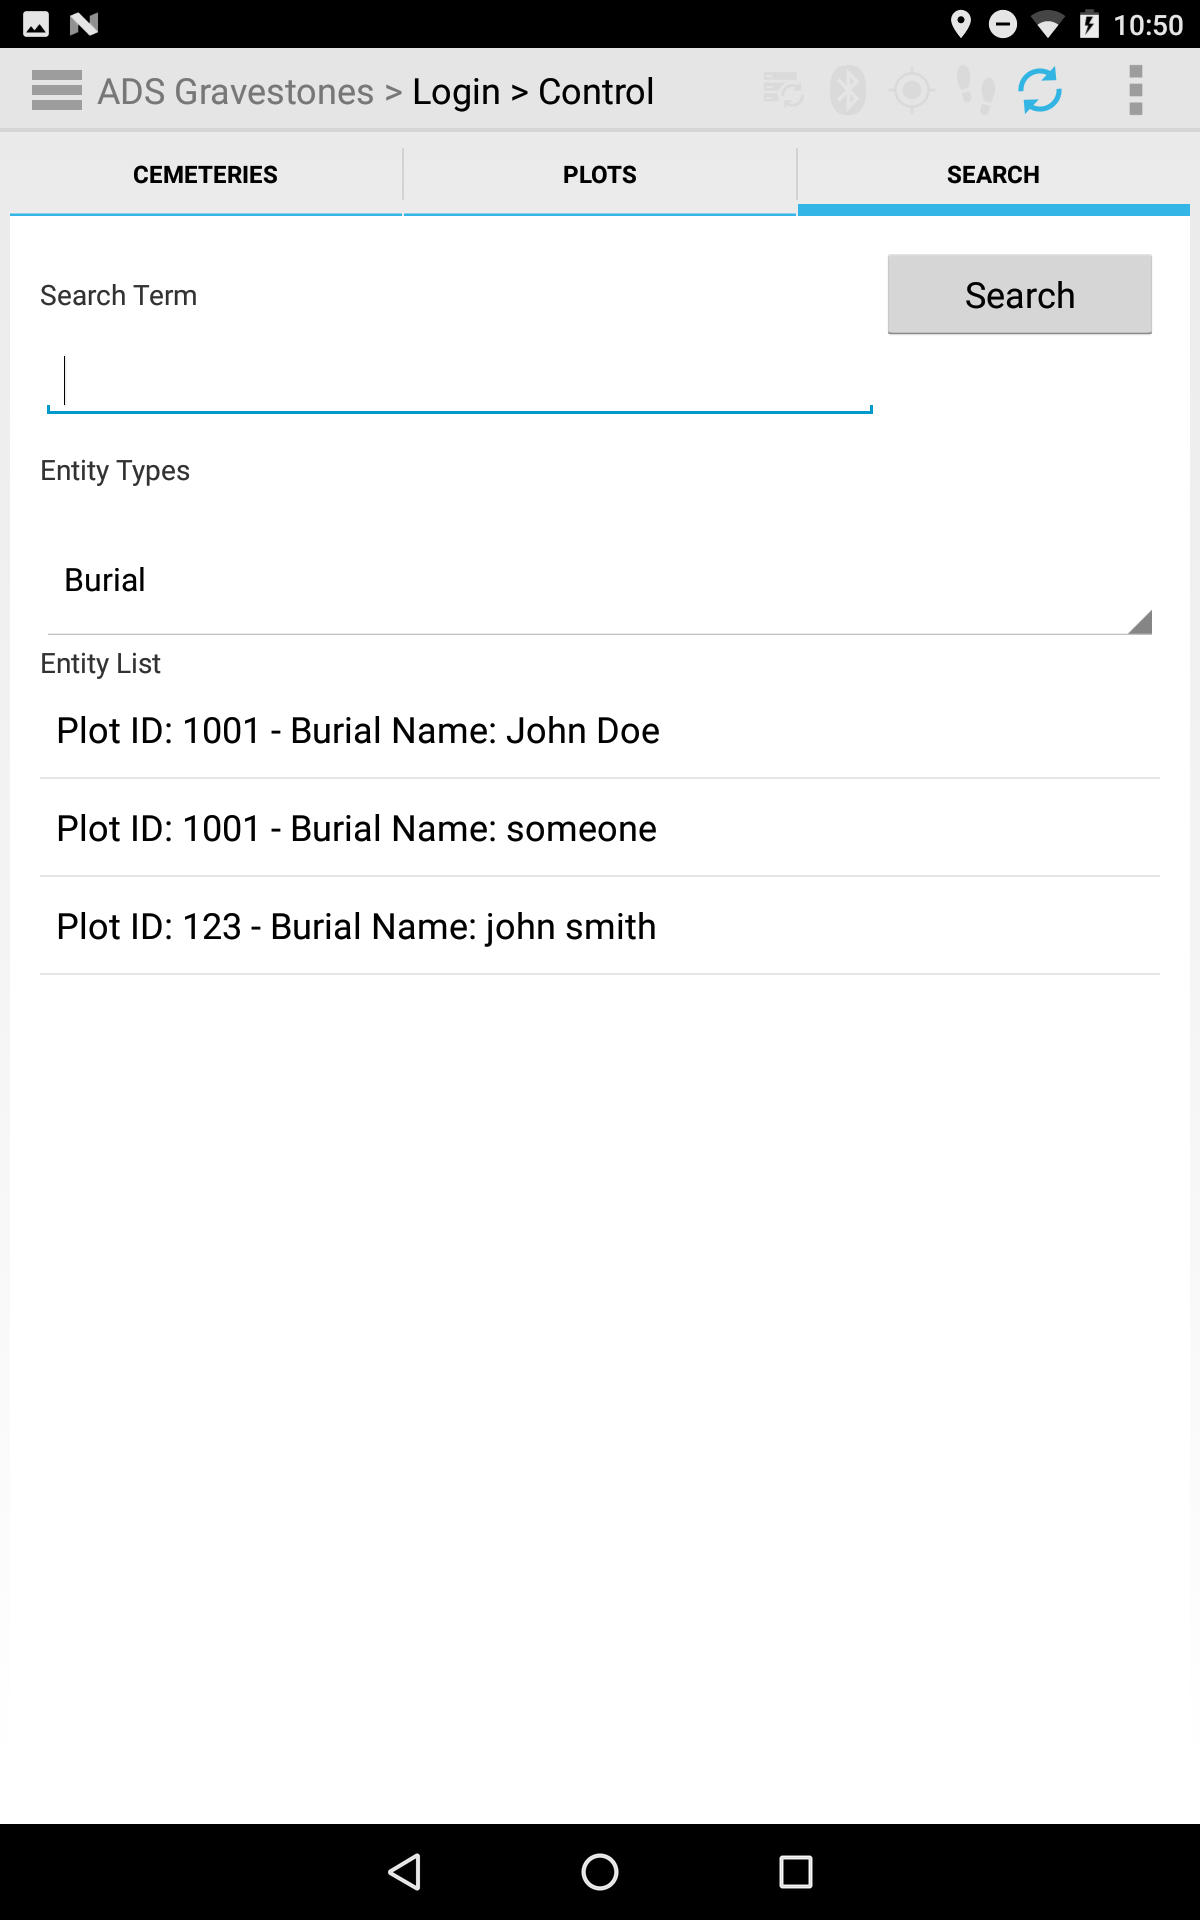 10:50
ADS Gravestones > Login > Control
CEMETERIES
PLOTS
SEARCH
Search Term
Search
Entity Types
Burial
Entity List
Plot ID: 1001 - Burial Name: John Doe
Plot ID: 1001 - Burial Name: someone
Plot ID: 123 - Burial Name: john smith